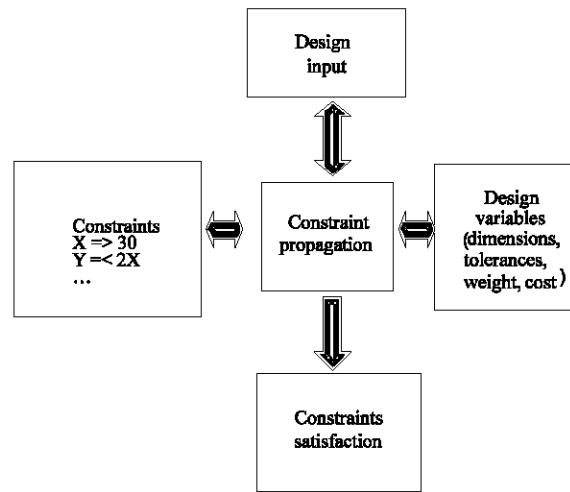 Design
input
Constraints
X => 30
Y =< 2X
...
Constraint
propagation
Design
variables
(dimensions,
tolerances,
weight, cost)
Constraints
satisfaction